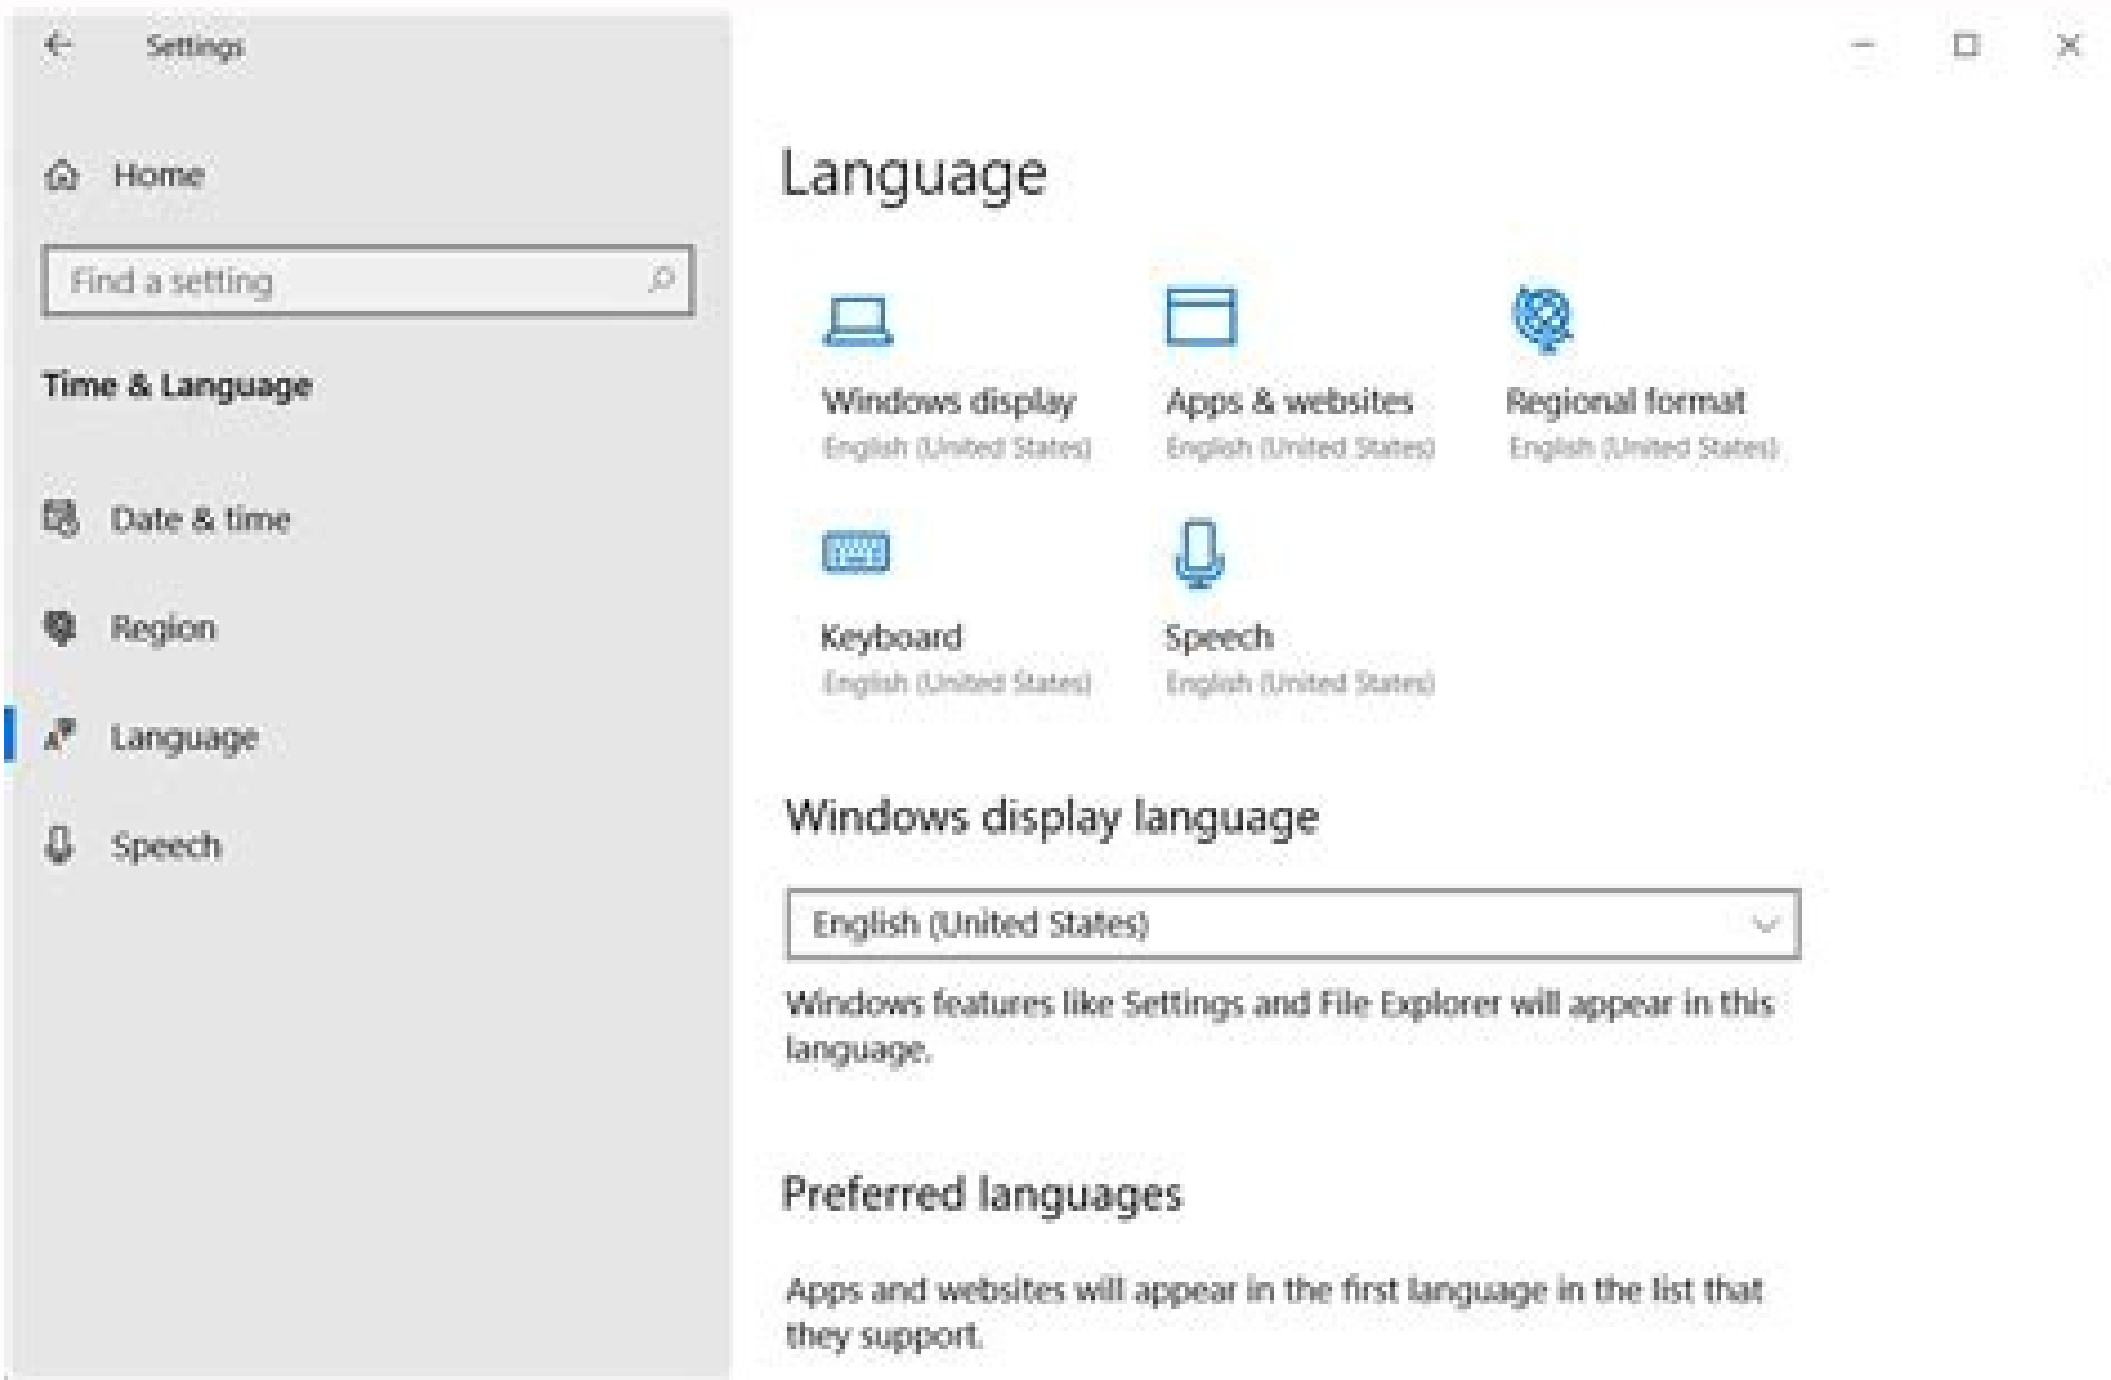 Settings
Home
Find a setting
Time & Language
Date & time
Region
Language
Speech
Language
Windows display
English (United States)
Apps & websites
English (United States)
Regional format
English (United States)
Keyboard
English (United States)
Speech
English (United States)
Windows display language
English (United States)
Windows features like Settings and File Explorer will appear in this
language.
Preferred languages
Apps and websites will appear in the first language in the list that
they support.